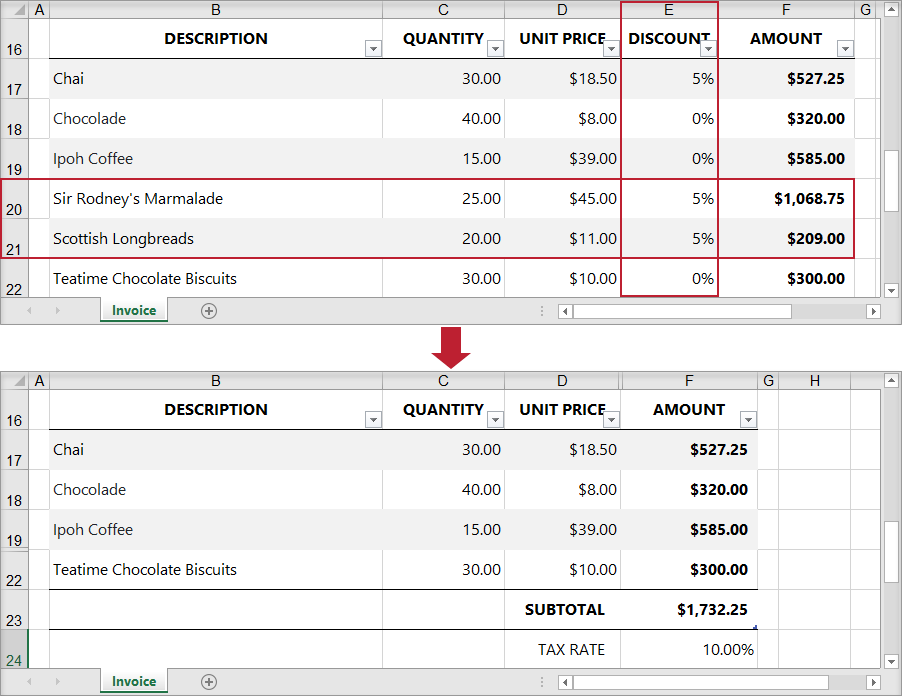 A B C D E F G
16 DESCRIPTION QUANTITY UNIT PRICE DISCOUNT AMOUNT
17 Chai 30.00 $18.50 5% $527.25
18 Chocolade 40.00 $8.00 0% $320.00
19 Ipoh Coffee 15.00 $39.00 0% $585.00
20 Sir Rodney's Marmalade 25.00 $45.00 5% $1,068.75
21 Scottish Longbreads 20.00 $11.00 5% $209.00
22 Teatime Chocolate Biscuits 30.00 $10.00 0% $300.00
Invoice
A B C D F G H
16 DESCRIPTION QUANTITY UNIT PRICE AMOUNT
17 Chai 30.00 $18.50 $527.25
18 Chocolade 40.00 $8.00 $320.00
19 Ipoh Coffee 15.00 $39.00 $585.00
22 Teatime Chocolate Biscuits 30.00 $10.00 $300.00
23 SUBTOTAL $1,732.25
24 TAX RATE 10.00%
Invoice